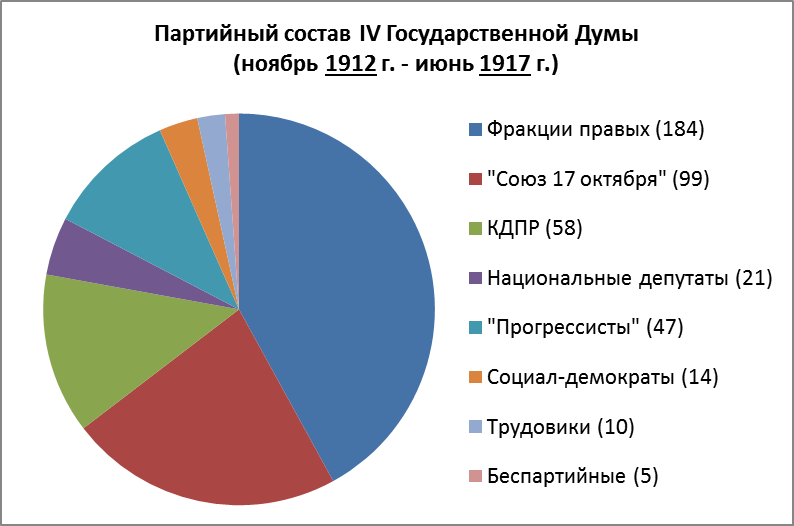 Партийный состав IV Государственной Думы
(ноябрь 1912 г. - июнь 1917 г.)
Фракции правых (184)
"Союз 17 октября" (99)
КДПР (58)
Национальные депутаты (21)
"Прогрессисты" (47)
Социал-демократы (14)
Трудовики (10)
Беспартийные (5)